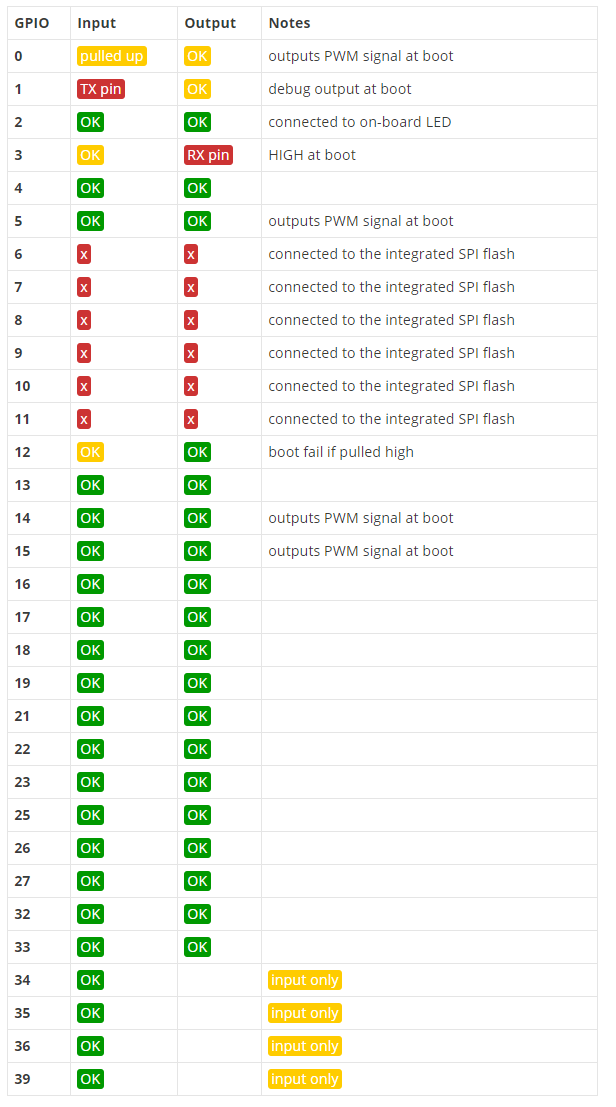 GPIO Input Output Notes
0 pulled up OK outputs PWM signal at boot
1 TX pin OK debug output at boot
2 OK OK connected to on-board LED
3 OK RX pin HIGH at boot
4 OK OK
5 OK OK outputs PWM signal at boot
6 x x connected to the integrated SPI flash
7 x x connected to the integrated SPI flash
8 x x connected to the integrated SPI flash
9 x x connected to the integrated SPI flash
10 x x connected to the integrated SPI flash
11 x x connected to the integrated SPI flash
12 OK OK boot fail if pulled high
13 OK OK
14 OK OK outputs PWM signal at boot
15 OK OK outputs PWM signal at boot
16 OK OK
17 OK OK
18 OK OK
19 OK OK
21 OK OK
22 OK OK
23 OK OK
25 OK OK
26 OK OK
27 OK OK
32 OK OK
33 OK OK
34 OK input only
35 OK input only
36 OK input only
39 OK input only